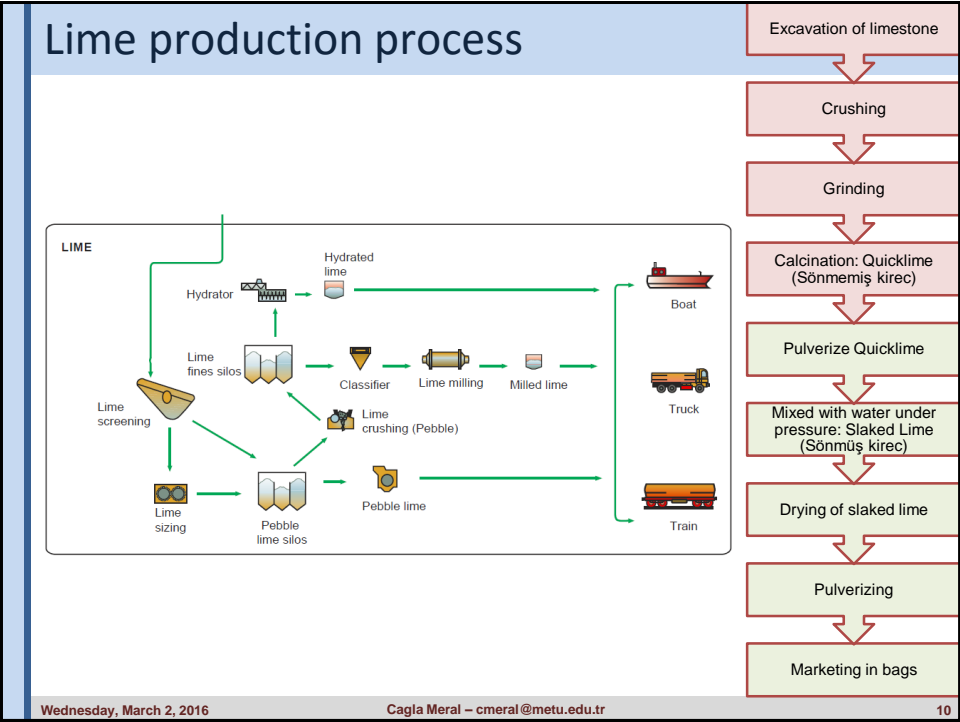 Lime production process
LIME
Hydrated
lime
Hydrator
Boat
Lime
fines silos
Classifier
Lime milling
Milled lime
Truck
Lime
screening
Lime
crushing (Pebble)
Lime
sizing
Pebble
lime silos
Pebble lime
Train
Excavation of limestone
Crushing
Grinding
Calcination: Quicklime
(Sönmemiş kirec)
Pulverize Quicklime
Mixed with water under
pressure: Slaked Lime
(Sönmüş kirec)
Drying of slaked lime
Pulverizing
Marketing in bags
Wednesday, March 2, 2016
Cagla Meral – cmeral@metu.edu.tr
10